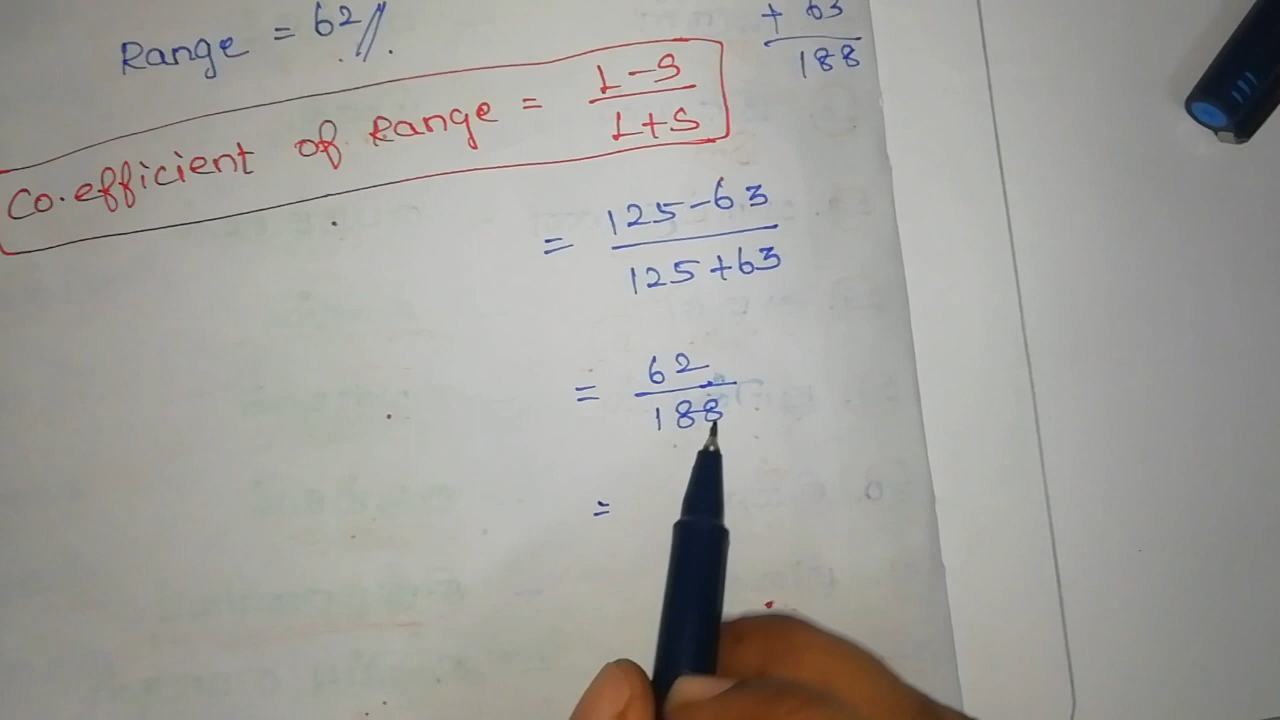 Range = 62//.
+ 63
188
Co.efficient of Range = L-S / L+S
= 125-63 / 125+63
= 62 / 188
=